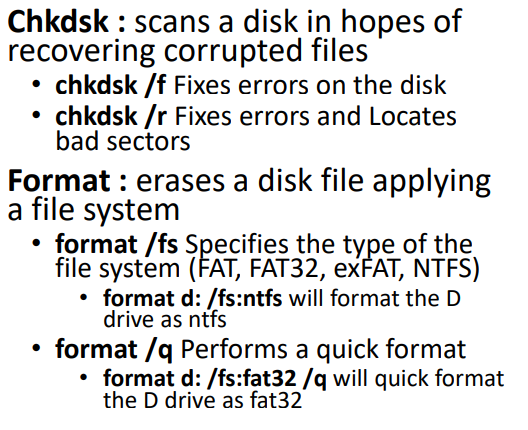 Chkdsk : scans a disk in hopes of
recovering corrupted files
• chkdsk /f Fixes errors on the disk
• chkdsk /r Fixes errors and Locates
bad sectors
Format : erases a disk file applying
a file system
• format /fs Specifies the type of the
file system (FAT, FAT32, exFAT, NTFS)
• format d: /fs:ntfs will format the D
drive as ntfs
• format /q Performs a quick format
• format d: /fs:fat32 /q will quick format
the D drive as fat32